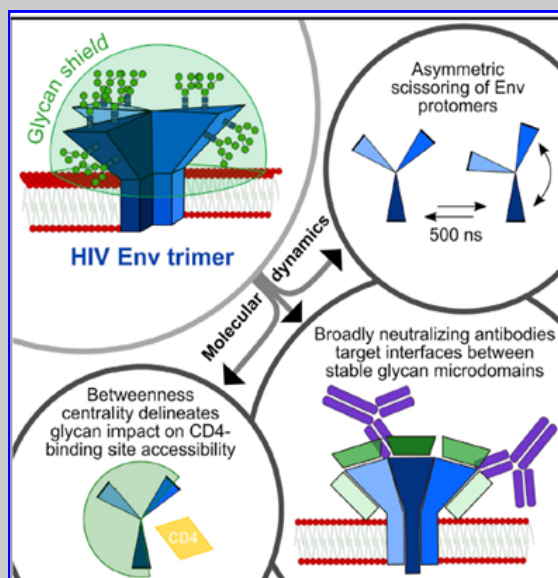 Glycan shield
HIV Env trimer
Asymmetric
scissoring of Env
protomers
500 ns
Molecular
dynamics
Broadly neutralizing antibodies
target interfaces between
stable glycan microdomains
Betweenness
centrality delineates
glycan impact on CD4-
binding site accessibility
CD4